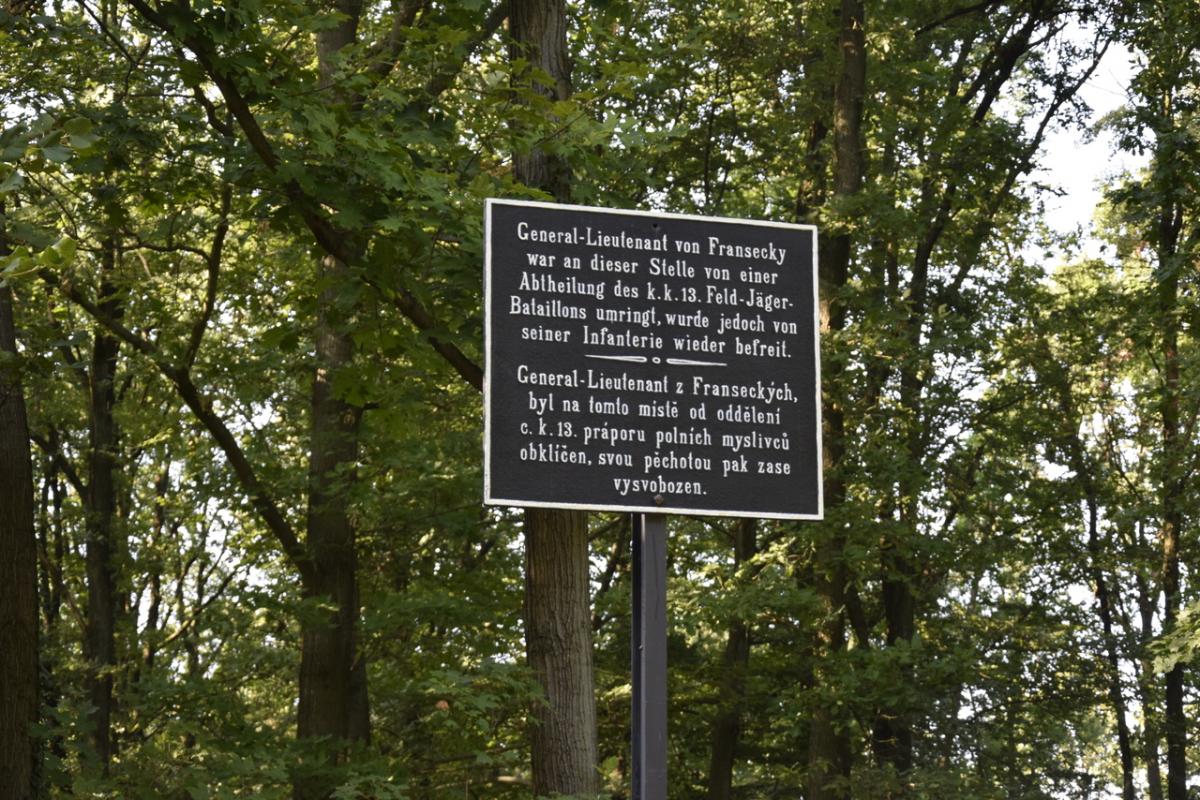 General-Lieutenant von Fransecky
war an dieser Stelle von einer
Abtheilung des k.k.13. Feld-Jäger-
Bataillons umringt, wurde jedoch von
seiner Infanterie wieder befreit.
General-Lieutenant z Franseckých,
byl na tomto místě od oddělení
c.k.13. práporu polních myslivců
obklíčen, svou pěchotou pak zase
vysvobozen.